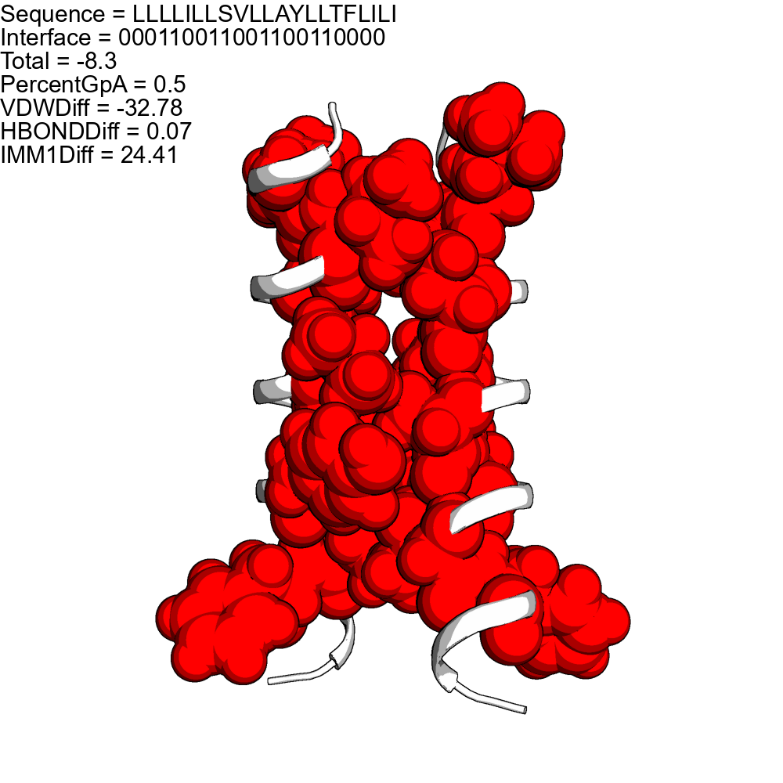 Sequence = LLLLILLSVLLAYLLTFLILI
Interface = 000110011001100110000
Total = -8.3
PercentGpA = 0.5
VDWDiff = -32.78
HBONDDiff = 0.07
IMM1Diff = 24.41